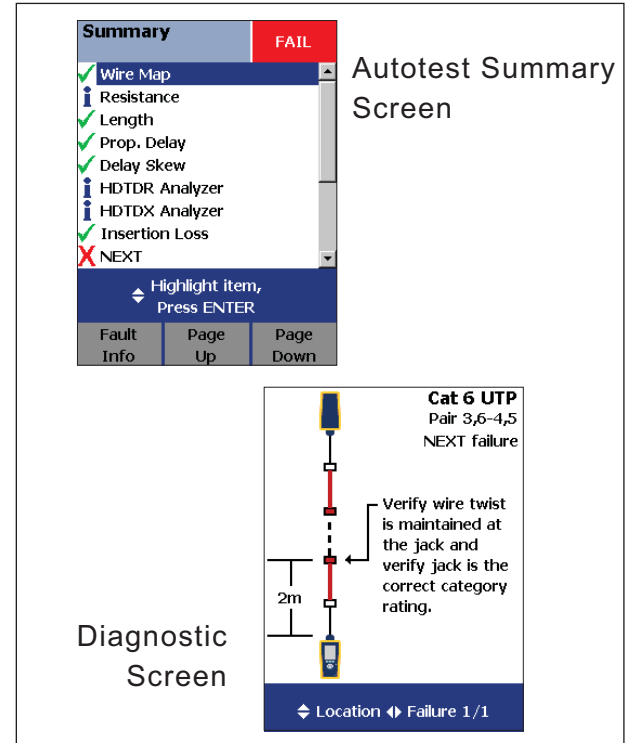 Summary
FAIL
Wire Map
Resistance
Length
Prop. Delay
Delay Skew
HDTDR Analyzer
HDTDX Analyzer
Insertion Loss
NEXT
Highlight item,
Press ENTER
Fault
Info
Page
Up
Page
Down
Autotest Summary
Screen
Cat 6 UTP
Pair 3,6-4,5
NEXT failure
Verify wire twist
is maintained at
the jack and
verify jack is the
correct category
rating.
2m
Location
Failure 1/1
Diagnostic
Screen